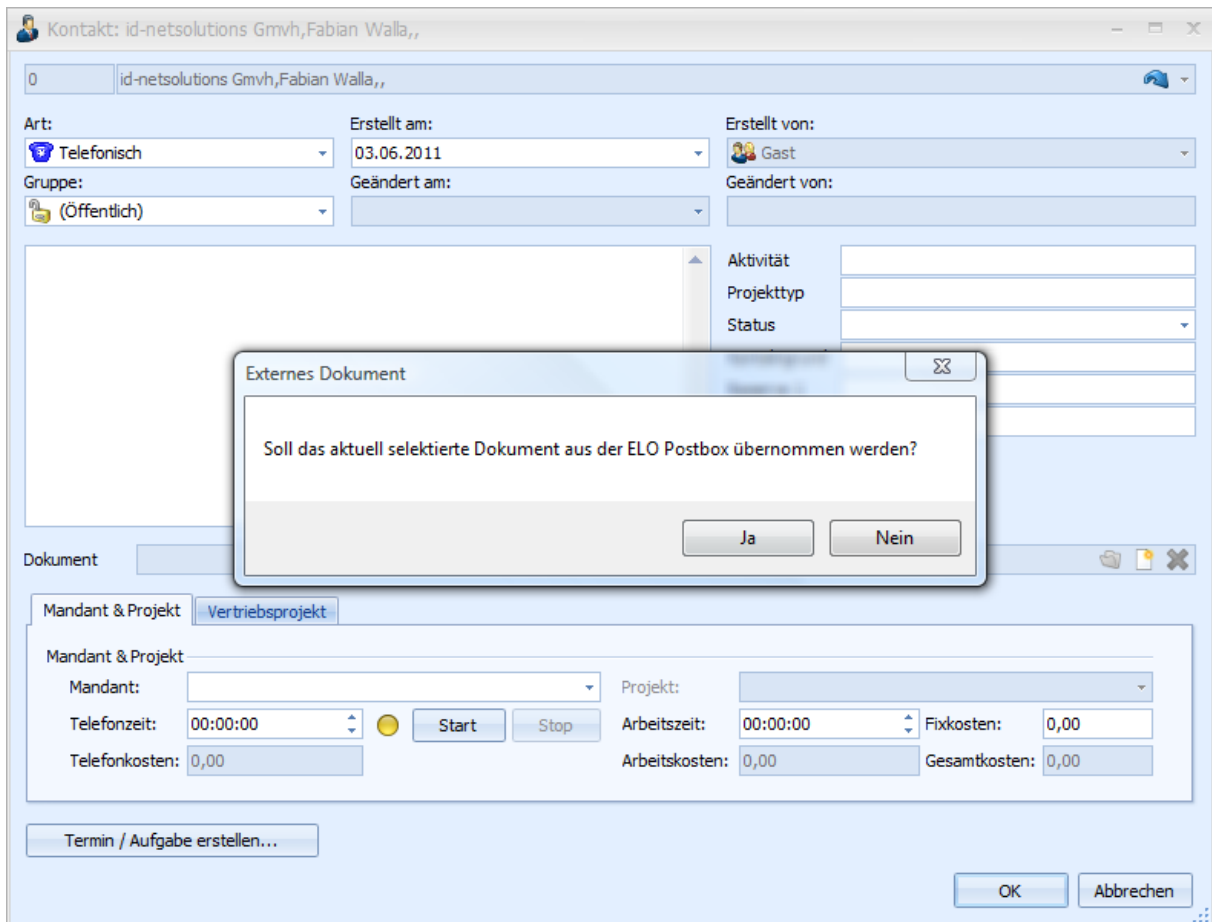 Kontakt: id-netsolutions Gmvh,Fabian Walla,,
0 id-netsolutions Gmvh,Fabian Walla,,
Art: Erstellt am: Erstellt von:
Telefonisch 03.06.2011 Gast
Gruppe: Geändert am: Geändert von:
(Öffentlich)
Aktivität
Projekttyp
Status
Externes Dokument
Soll das aktuell selektierte Dokument aus der ELO Postbox übernommen werden?
Ja Nein
Dokument
Mandant & Projekt Vertriebsprojekt
Mandant & Projekt
Mandant: Projekt:
Telefonzeit: 00:00:00 Start Stop Arbeitszeit: 00:00:00 Fixkosten: 0,00
Telefonkosten: 0,00 Arbeitskosten: 0,00 Gesamtkosten: 0,00
Termin / Aufgabe erstellen...
OK Abbrechen